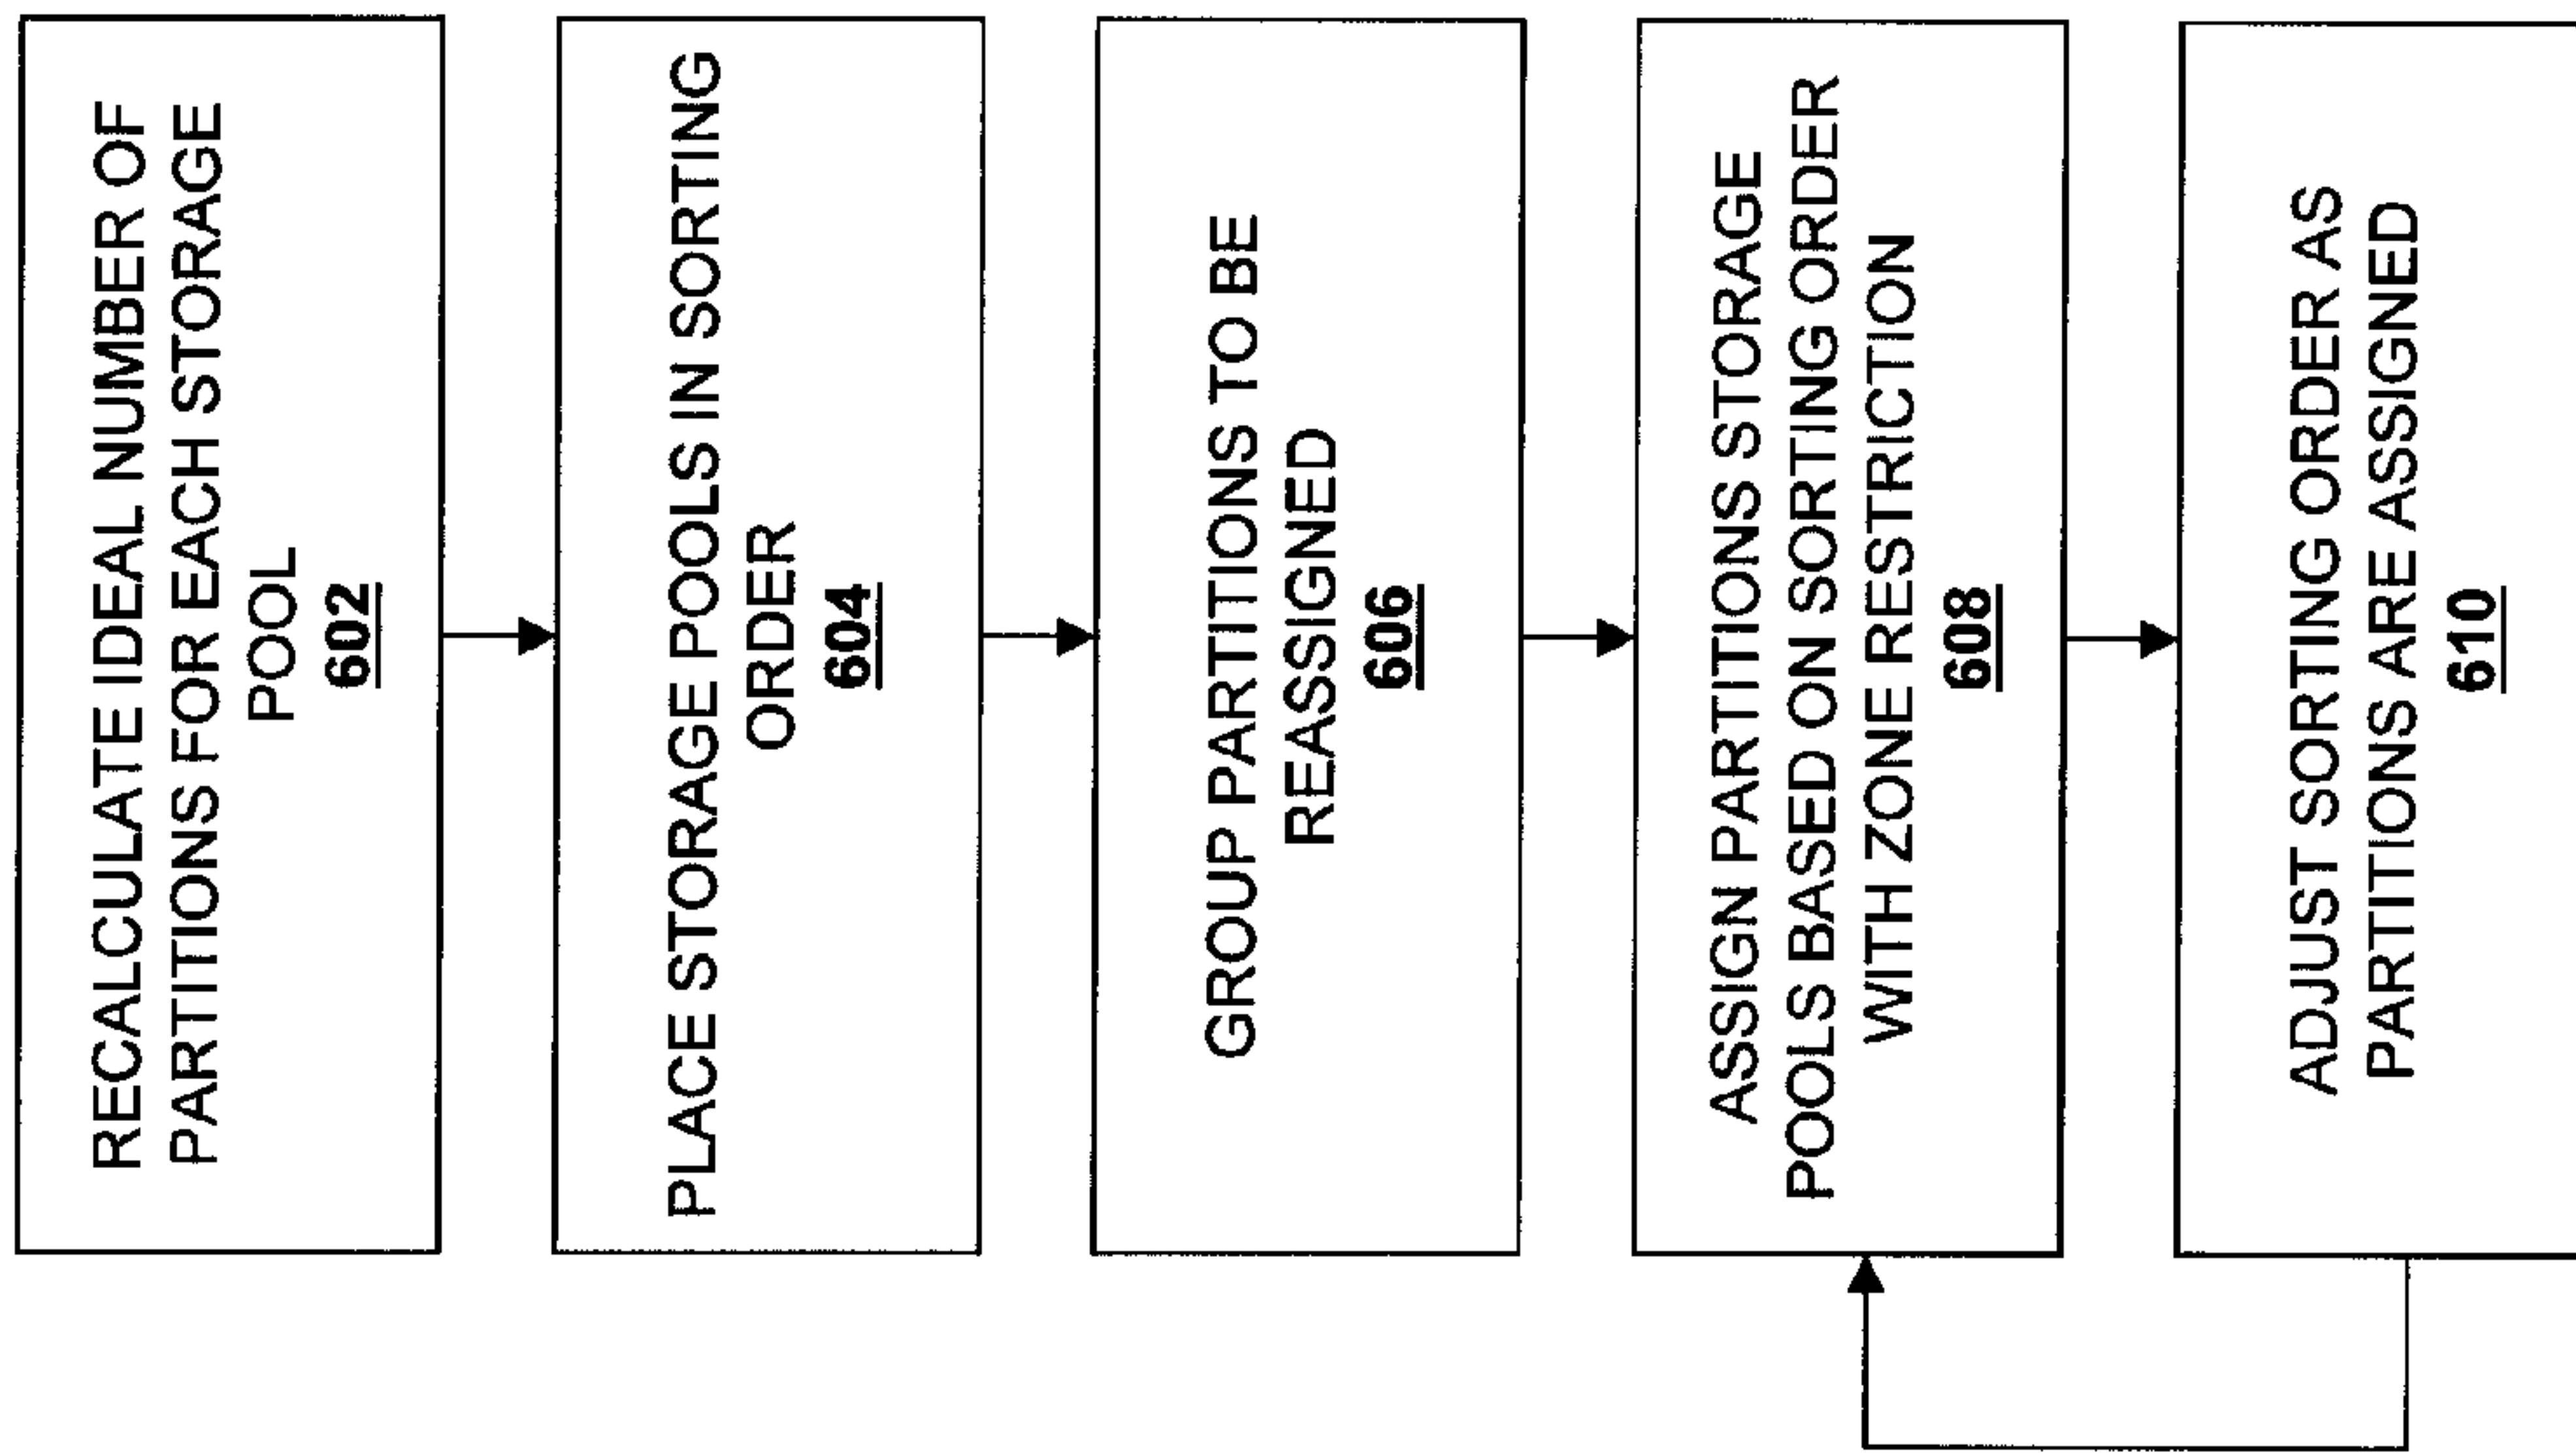 RECALCULATE IDEAL NUMBER OF
PARTITIONS FOR EACH STORAGE
POOL
602
PLACE STORAGE POOLS IN SORTING
ORDER
604
GROUP PARTITIONS TO BE
REASSIGNED
606
ASSIGN PARTITIONS STORAGE
POOLS BASED ON SORTING ORDER
WITH ZONE RESTRICTION
608
ADJUST SORTING ORDER AS
PARTITIONS ARE ASSIGNED
610